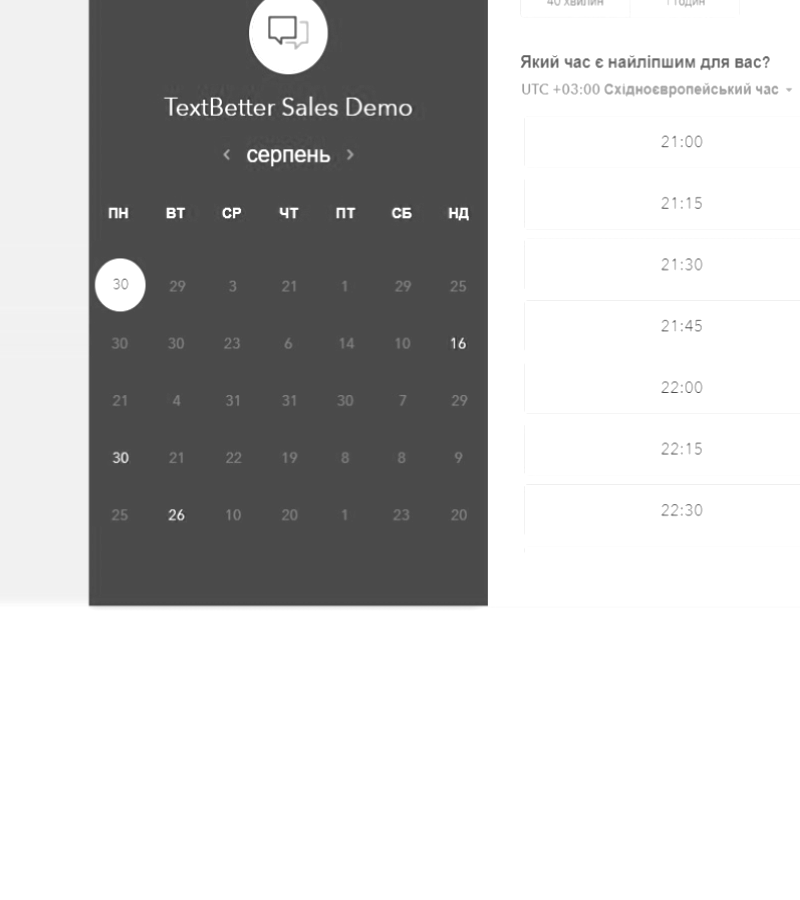 TextBetter Sales Demo
‹ серпень ›
ПН ВТ СР ЧТ ПТ СБ НД
30 29 3 21 1 29 25
30 30 23 6 14 10 16
21 4 31 31 30 7 29
30 21 22 19 8 8 9
25 26 10 20 1 23 20
40 хвилин 1 годин
Який час є найліпшим для вас?
UTC +03:00 Східноєвропейський час
21:00
21:15
21:30
21:45
22:00
22:15
22:30